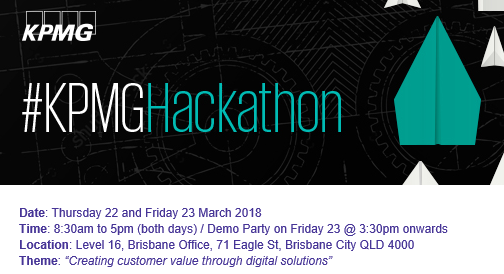 KPMG
#KPMGHackathon
Date: Thursday 22 and Friday 23 March 2018
Time: 8:30am to 5pm (both days) / Demo Party on Friday 23 @ 3:30pm onwards
Location: Level 16, Brisbane Office, 71 Eagle St, Brisbane City QLD 4000
Theme: “Creating customer value through digital solutions”